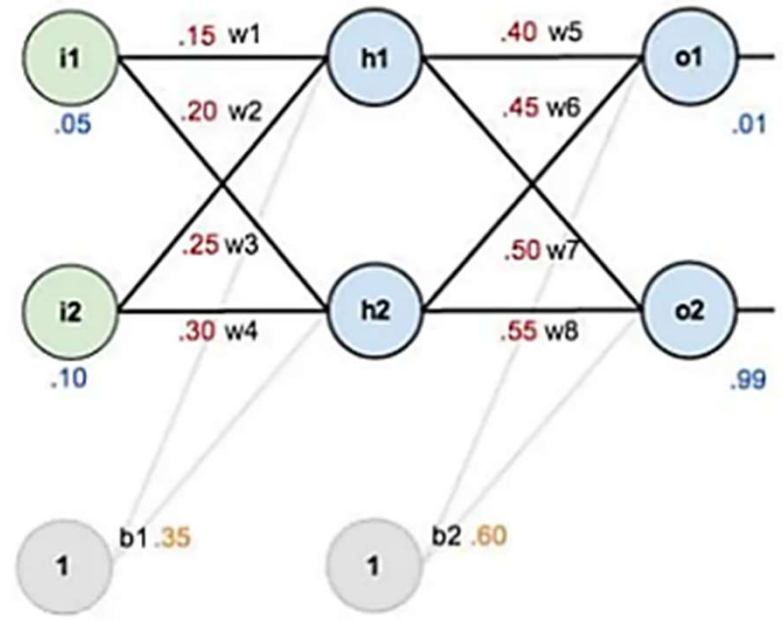 i1 .15 w1 h1 .40 w5 o1
.20 w2 .45 w6
.05 .01
.25 w3 .50 w7
i2 h2 o2
.30 w4 .55 w8
.10 .99
b1 .35 b2 .60
1 1